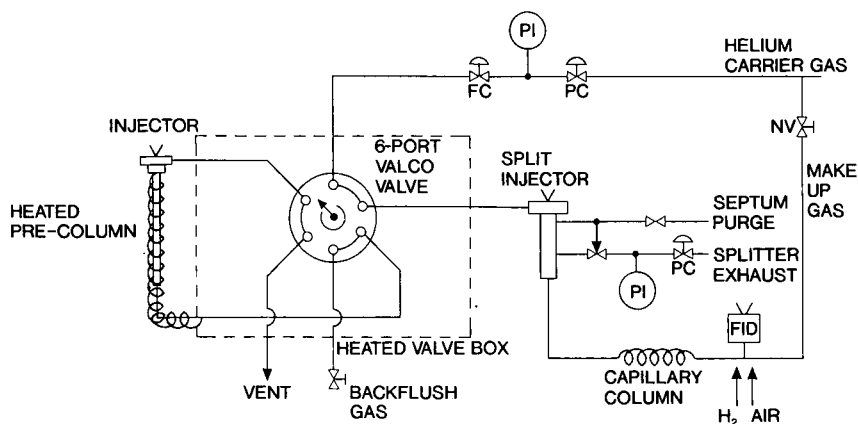 PI
HELIUM
CARRIER GAS
FC
PC
NV
INJECTOR
6-PORT
VALCO
VALVE
SPLIT
INJECTOR
MAKE
UP
GAS
HEATED
PRE-COLUMN
SEPTUM
PURGE
SPLITTER
EXHAUST
PC
PI
FID
HEATED VALVE BOX
CAPILLARY
COLUMN
VENT
BACKFLUSH
GAS
H2 AIR